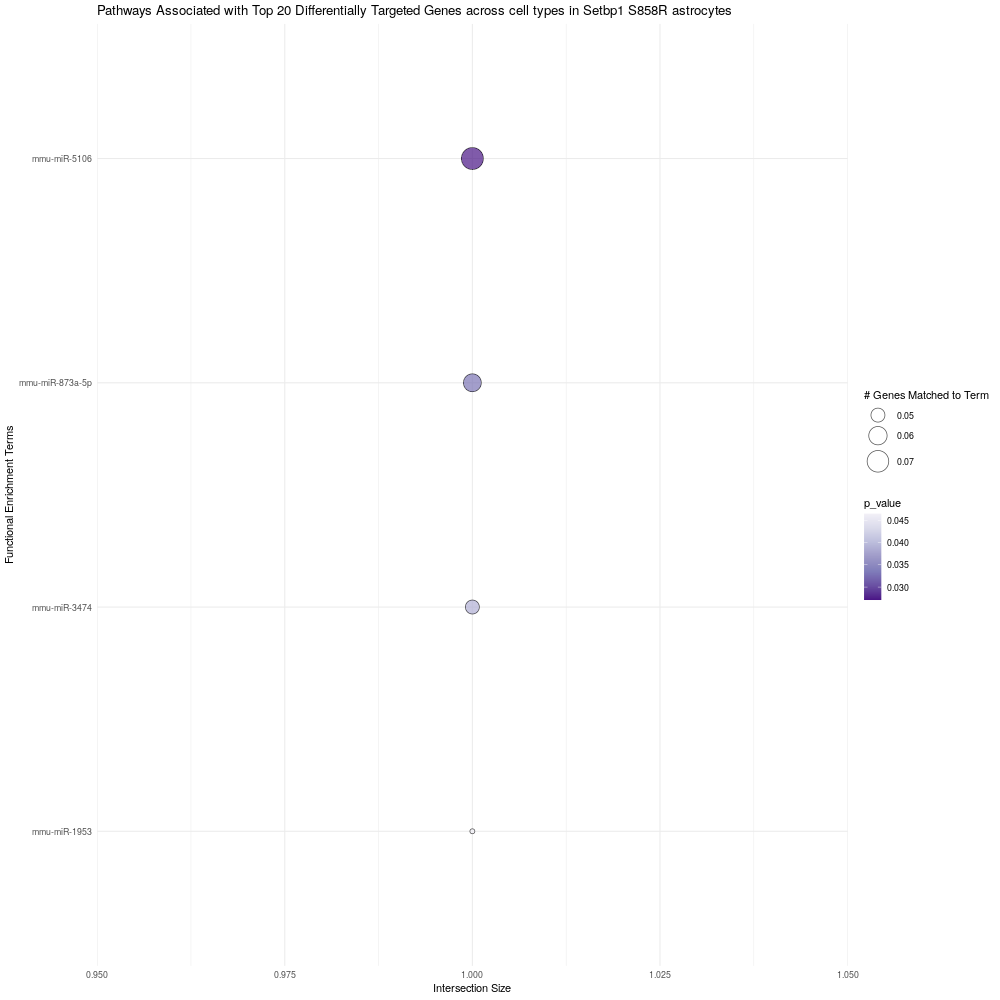 Pathways Associated with Top 20 Differentially Targeted Genes across cell types in Setbp1 S858R astrocytes
Functional Enrichment Terms
mmu-miR-5106
mmu-miR-873a-5p
mmu-miR-3474
mmu-miR-1953
0.950
0.975
1.000
1.025
1.050
Intersection Size
# Genes Matched to Term
0.05
0.06
0.07
p_value
0.045
0.040
0.035
0.030